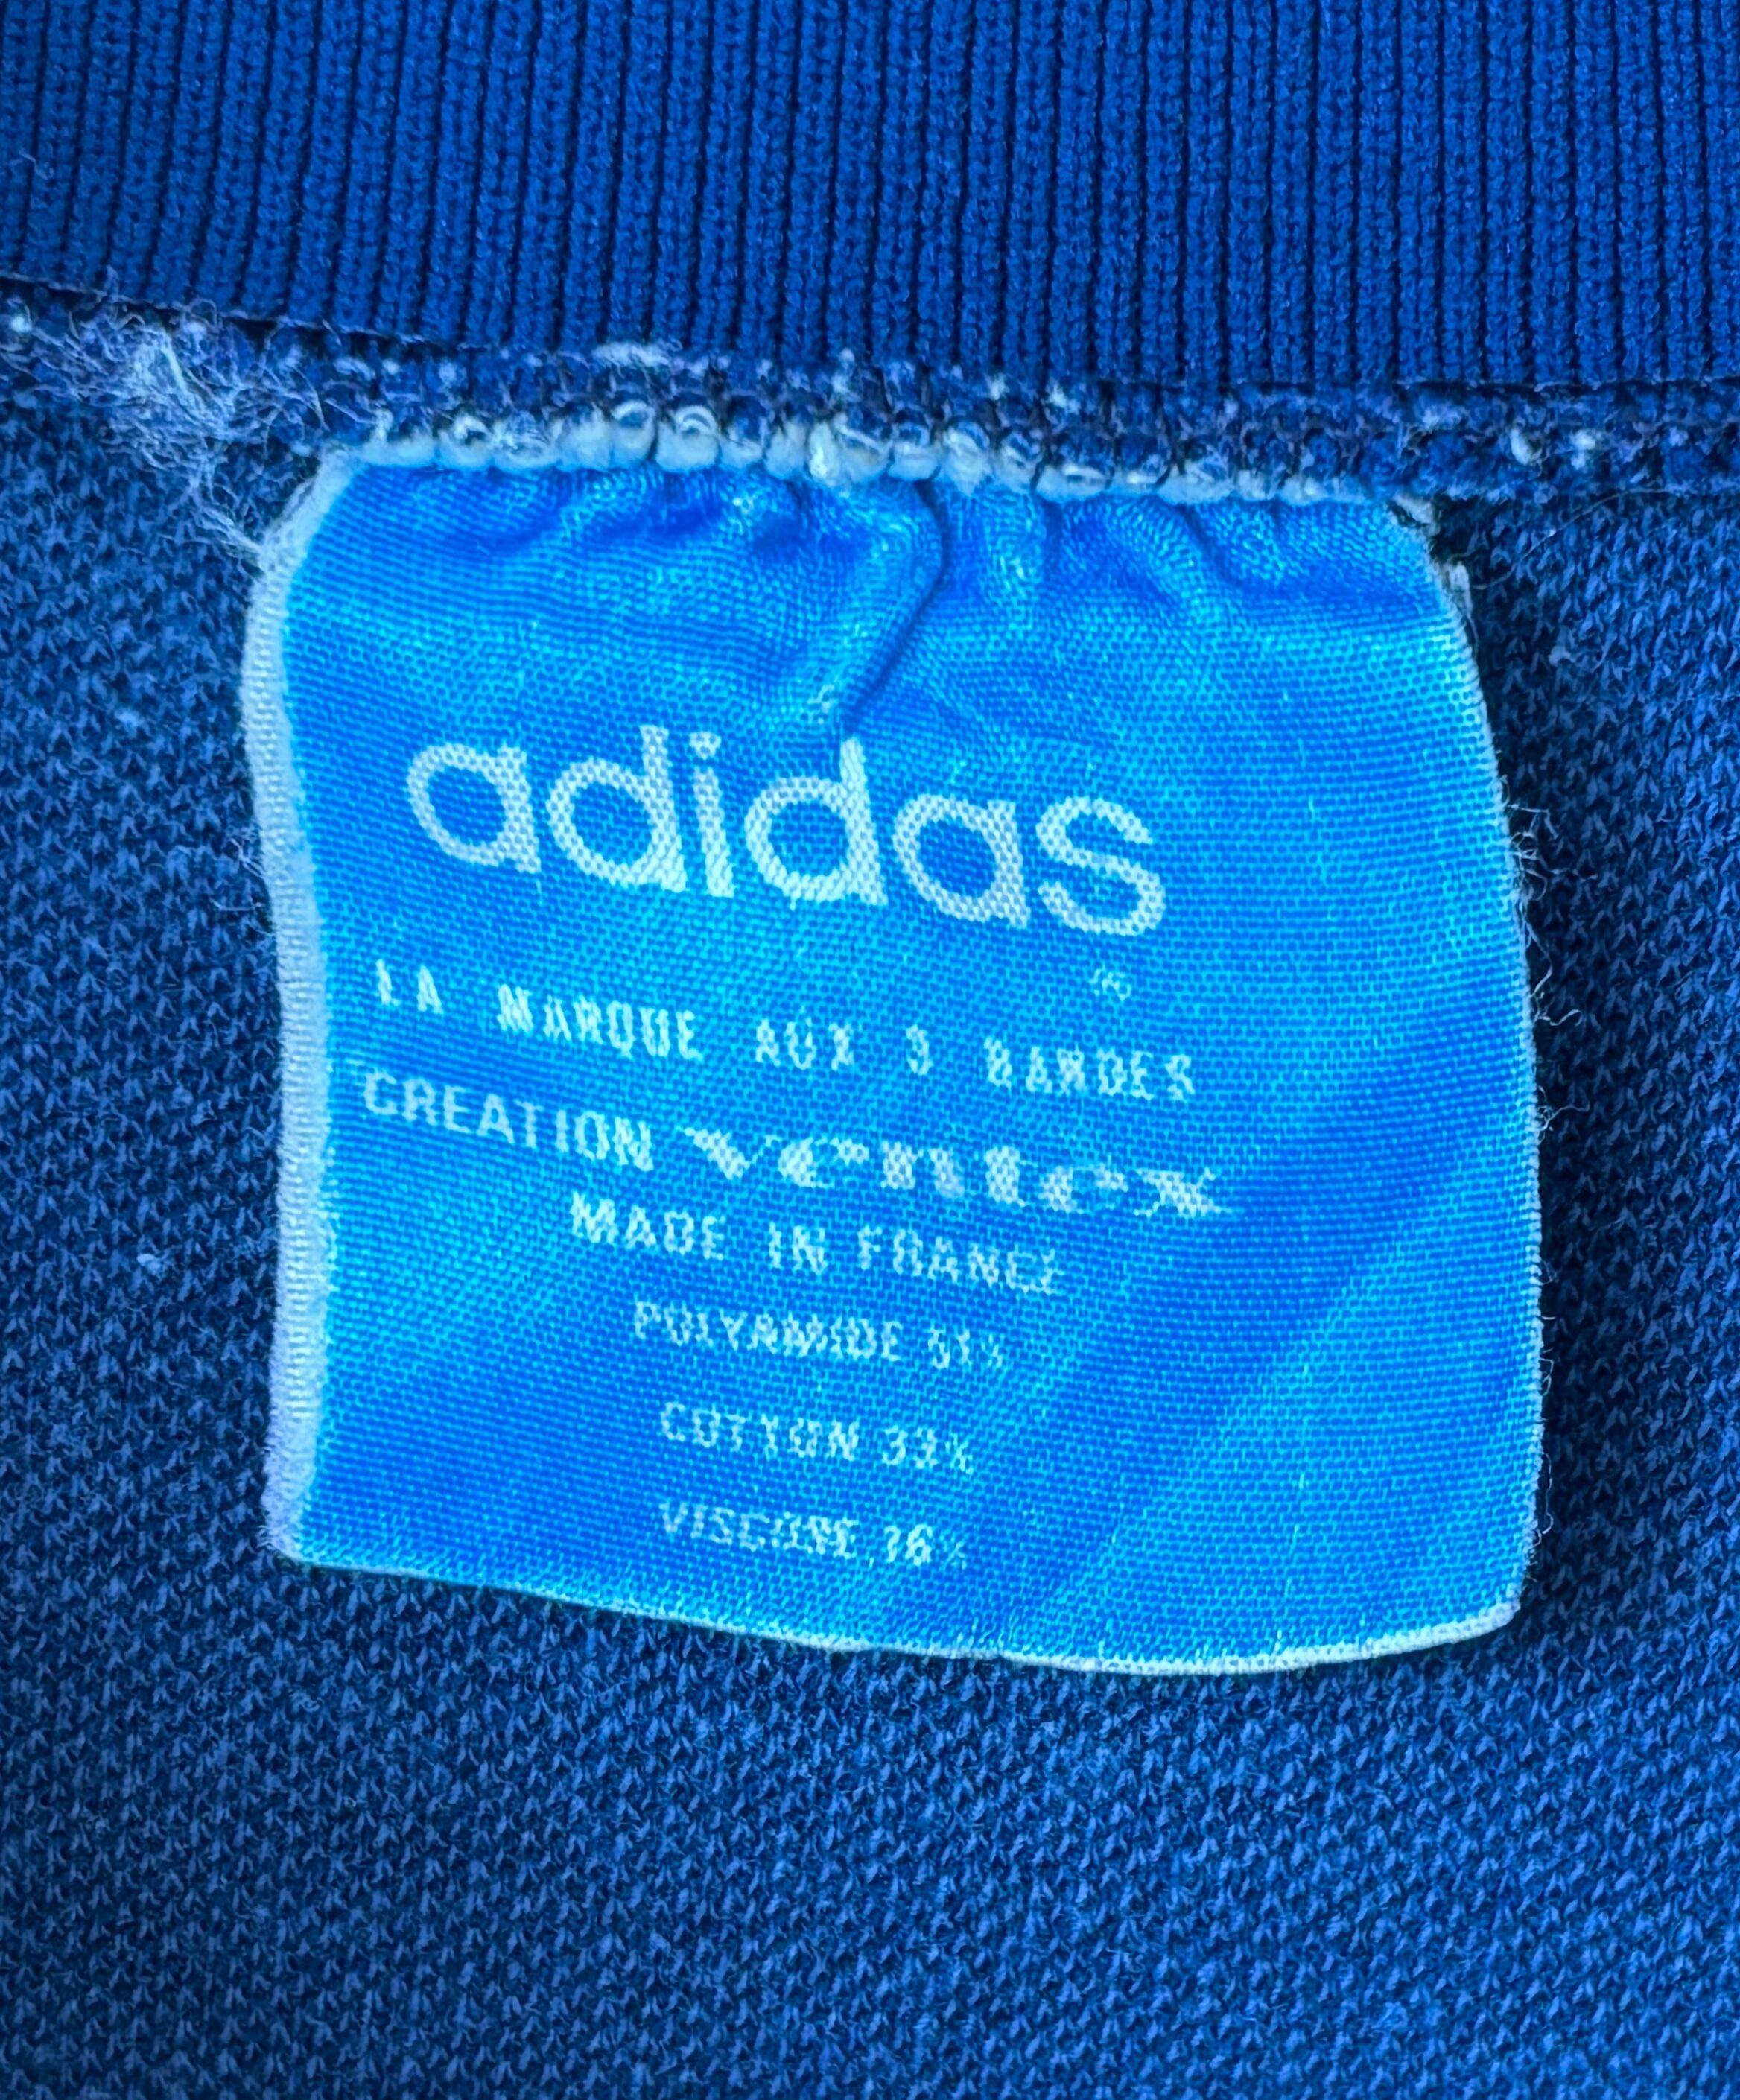 adidas
®
LA MARQUE AUX 3 BANDES
CREATION ventex
MADE IN FRANCE
POLYAMIDE 51%
COTTON 33%
VISCOSE 16%